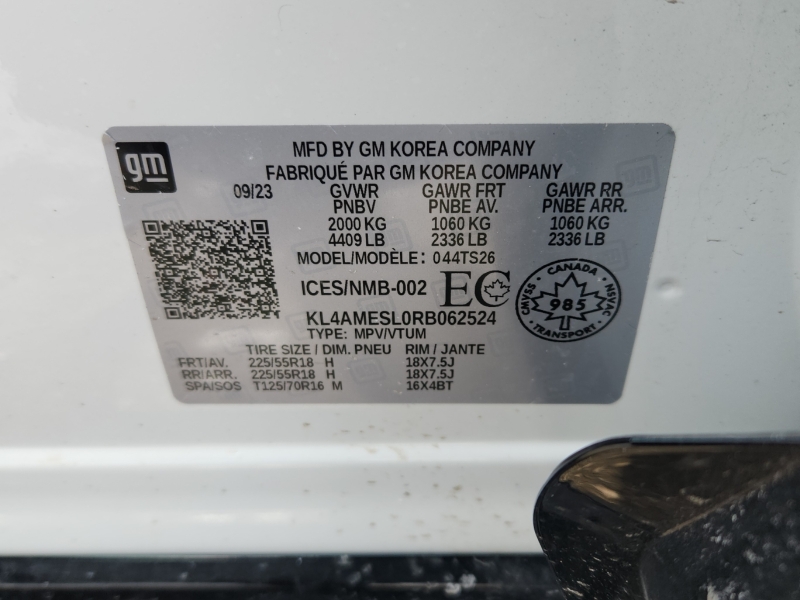 gm
MFD BY GM KOREA COMPANY
FABRIQUÉ PAR GM KOREA COMPANY
09/23 GVWR GAWR FRT GAWR RR
PNBV PNBE AV. PNBE ARR.
2000 KG 1060 KG 1060 KG
4409 LB 2336 LB 2336 LB
MODEL/MODÈLE: 044TS26
ICES/NMB-002 EC
CANADA
CMVSS 985 NSVAC
TRANSPORT
KL4AMESL0RB062524
TYPE: MPV/VTUM
TIRE SIZE / DIM. PNEU RIM / JANTE
FRT/AV. 225/55R18 H 18X7.5J
RR/ARR. 225/55R18 H 18X7.5J
SPA/SOS T125/70R16 M 16X4BT